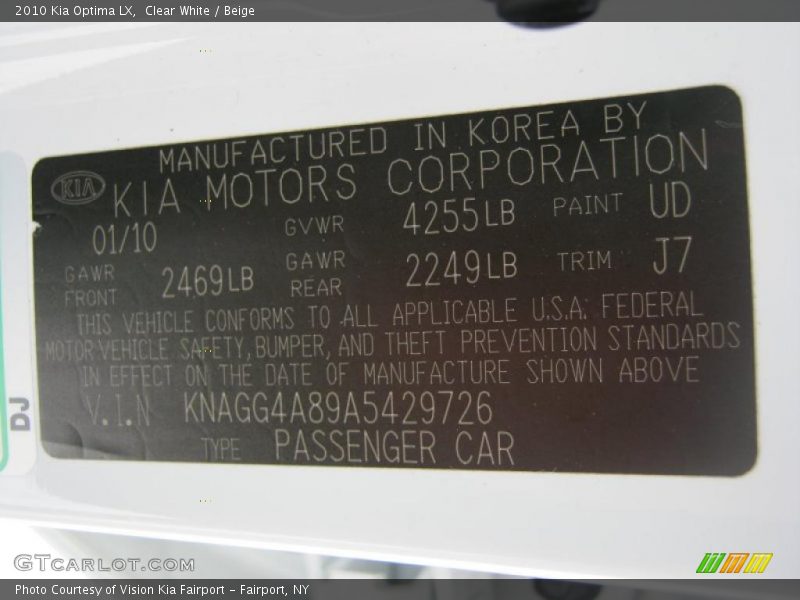 2010 Kia Optima LX, Clear White / Beige
MANUFACTURED IN KOREA BY
KIA KIA MOTORS CORPORATION
01/10 GVWR 4255LB PAINT UD
GAWR FRONT 2469LB GAWR REAR 2249LB TRIM J7
THIS VEHICLE CONFORMS TO ALL APPLICABLE U.S.A. FEDERAL
MOTOR VEHICLE SAFETY, BUMPER, AND THEFT PREVENTION STANDARDS
IN EFFECT ON THE DATE OF MANUFACTURE SHOWN ABOVE
V.I.N KNAGG4A89A5429726
TYPE PASSENGER CAR
DJ
GTCARLOT.COM
Photo Courtesy of Vision Kia Fairport – Fairport, NY